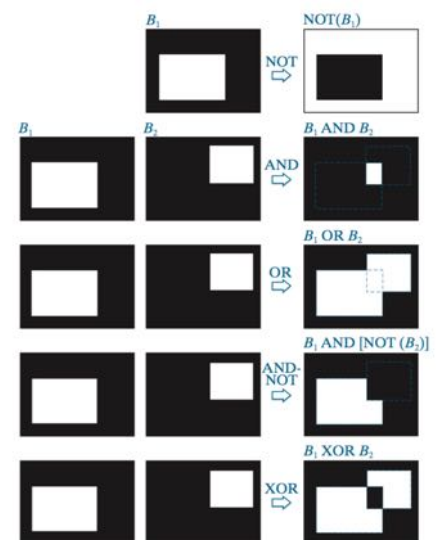 B₁ NOT(B₁)
NOT
B₁ B₂ B₁ AND B₂
AND
B₁ OR B₂
OR
B₁ AND [NOT (B₂)]
AND-
NOT
B₁ XOR B₂
XOR